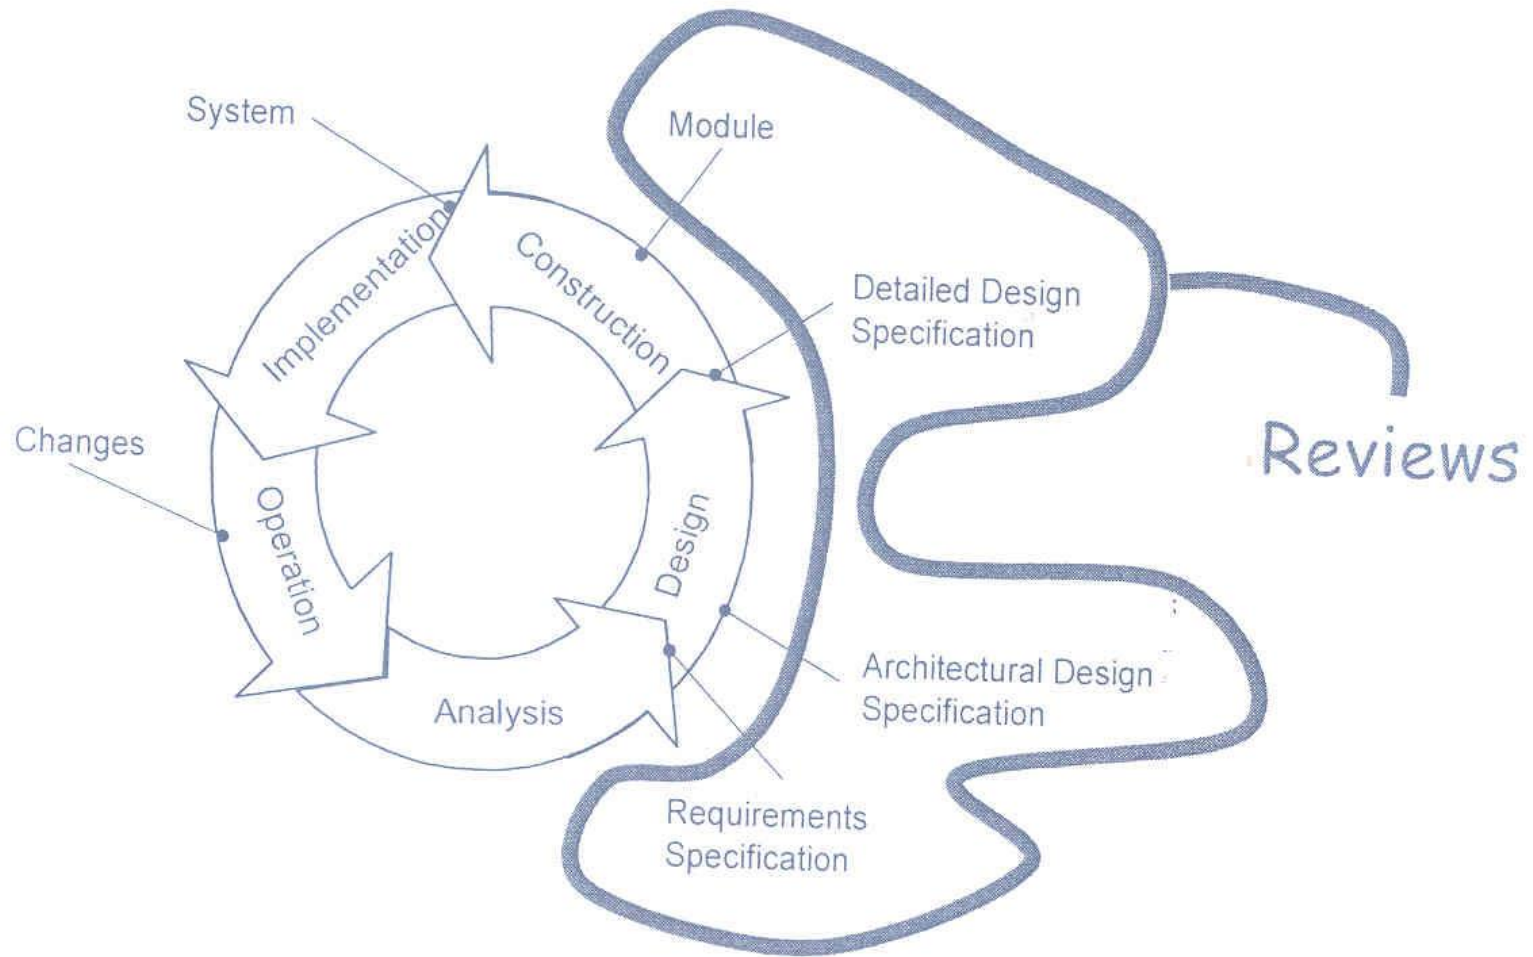 System
Module
Implementation
Construction
Detailed Design
Specification
Changes
Reviews
Operation
Design
Architectural Design
Specification
Analysis
Requirements
Specification